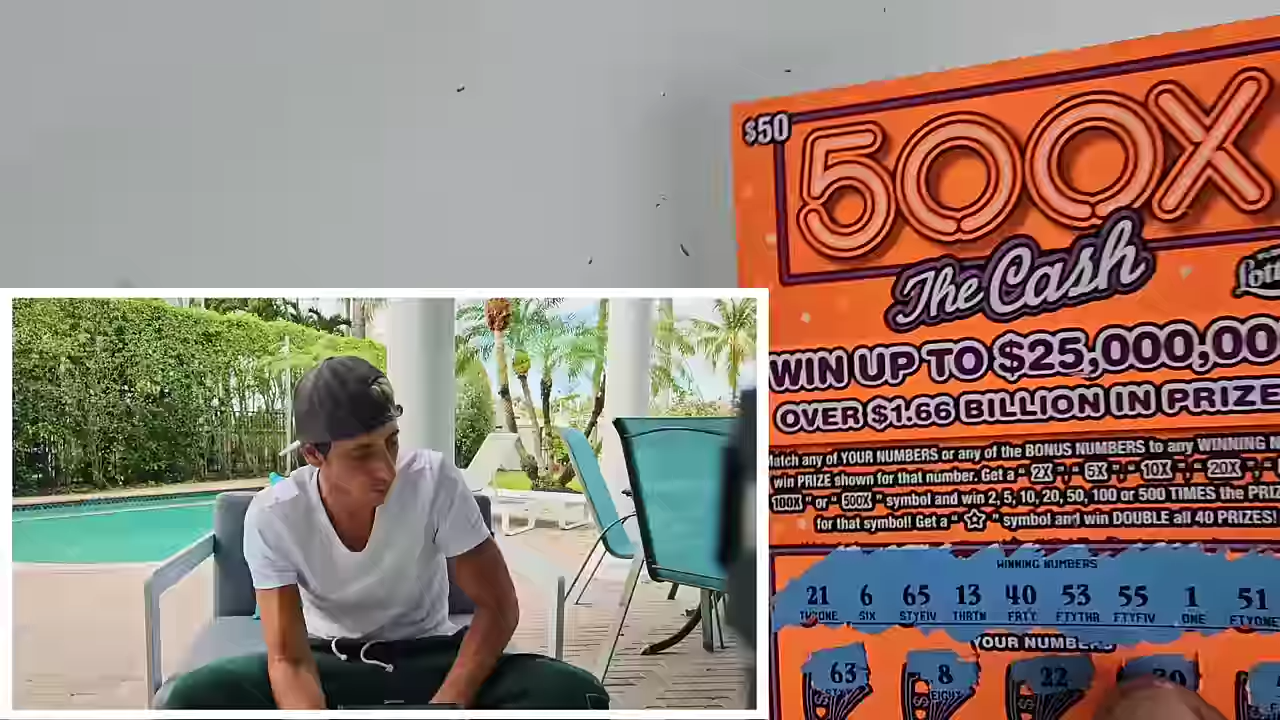 $50
500X
The Cash
WIN UP TO $25,000,00
OVER $1.66 BILLION IN PRIZE
Match any of YOUR NUMBERS or any of the BONUS NUMBERS to any WINNING
win PRIZE shown for that number. Get a " 2X ", " 5X ", " 10X ", " 20X ",
100X " or " 500X " symbol and win 2, 5, 10, 20, 50, 100 or 500 TIMES the PRIZ
for that symbol! Get a " " symbol and win DOUBLE all 40 PRIZES!
WINNING NUMBERS
21 6 65 13 40 53 55 1 51
TWYONE SIX STYFIV THRTN FRTY FTYTHR FTYFIV ONE FTYONE
YOUR NUMBERS
63 8 22
EIGHT